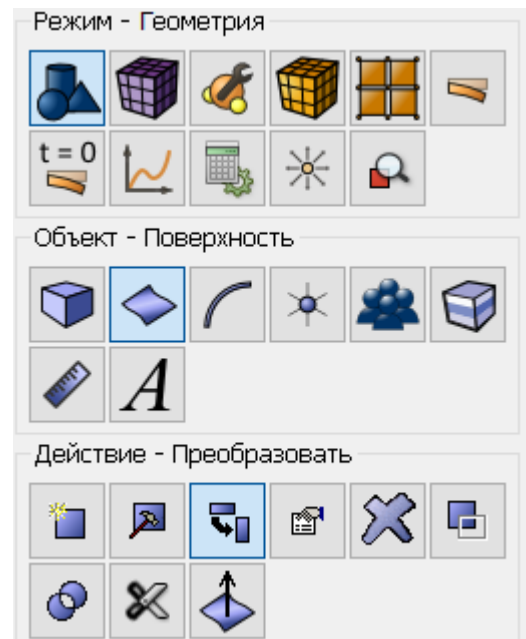 Режим - Геометрия
t = 0
Объект - Поверхность
A
Действие - Преобразовать